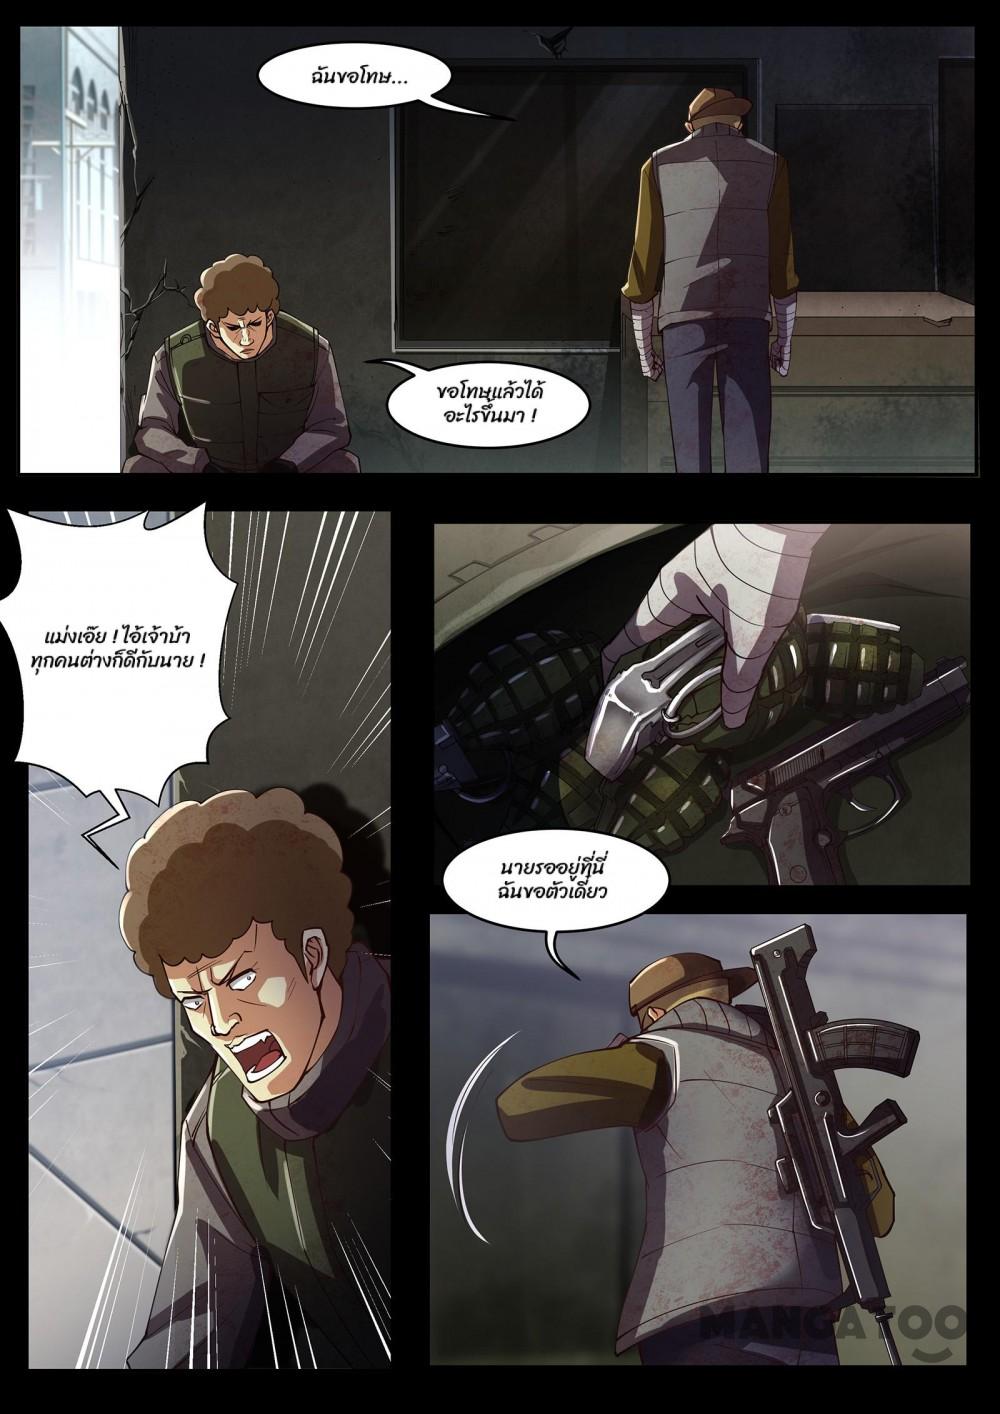 ฉันขอโทษ...
ขอโทษแล้วได้
อะไรขึ้นมา !
แม่งเอ๊ย ! ไอ้เจ้าบ้า
ทุกคนต่างก็ดีกับนาย !
นายรออยู่ที่นี่
ฉันขอตัวเดี๋ยว
MANGATOON